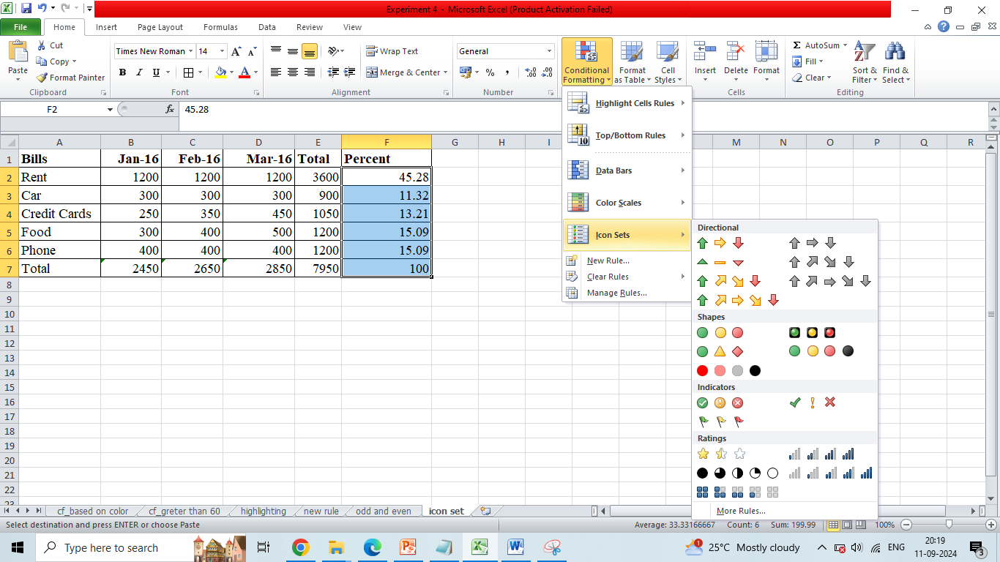 Experiment 4 - Microsoft Excel (Product Activation Failed)
File Home Insert Page Layout Formulas Data Review View
Paste
Cut
Copy
Format Painter
Clipboard
Times New Roman 14
B I U
Font
Wrap Text
Merge & Center
Alignment
General
% ,
Number
Conditional Formatting
Format as Table
Cell Styles
Insert Delete Format
Cells
AutoSum
Fill
Clear
Sort & Filter
Find & Select
Editing
F2 fx 45.28
A B C D E F G H I M N O P Q R
1 Bills Jan-16 Feb-16 Mar-16 Total Percent
2 Rent 1200 1200 1200 3600 45.28
3 Car 300 300 300 900 11.32
4 Credit Cards 250 350 450 1050 13.21
5 Food 300 400 500 1200 15.09
6 Phone 400 400 400 1200 15.09
7 Total 2450 2650 2850 7950 100
8
9
10
11
12
13
14
15
16
17
18
19
20
21
22
23
Highlight Cells Rules
Top/Bottom Rules
Data Bars
Color Scales
Icon Sets
New Rule...
Clear Rules
Manage Rules...
Directional
Shapes
Indicators
Ratings
More Rules...
cf_based on color cf_greter than 60 highlighting new rule odd and even icon set
Select destination and press ENTER or choose Paste Average: 33.33166667 Count: 6 Sum: 199.99 100%
Type here to search 25°C Mostly cloudy ENG 20:19
11-09-2024 3